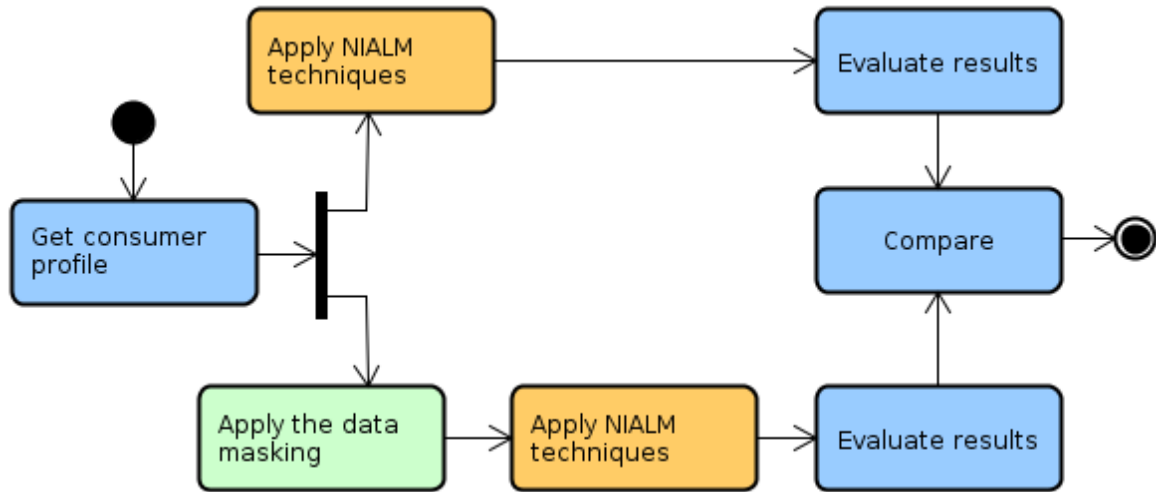 Apply NIALM
techniques
Evaluate results
Get consumer
profile
Compare
Apply the data
masking
Apply NIALM
techniques
Evaluate results